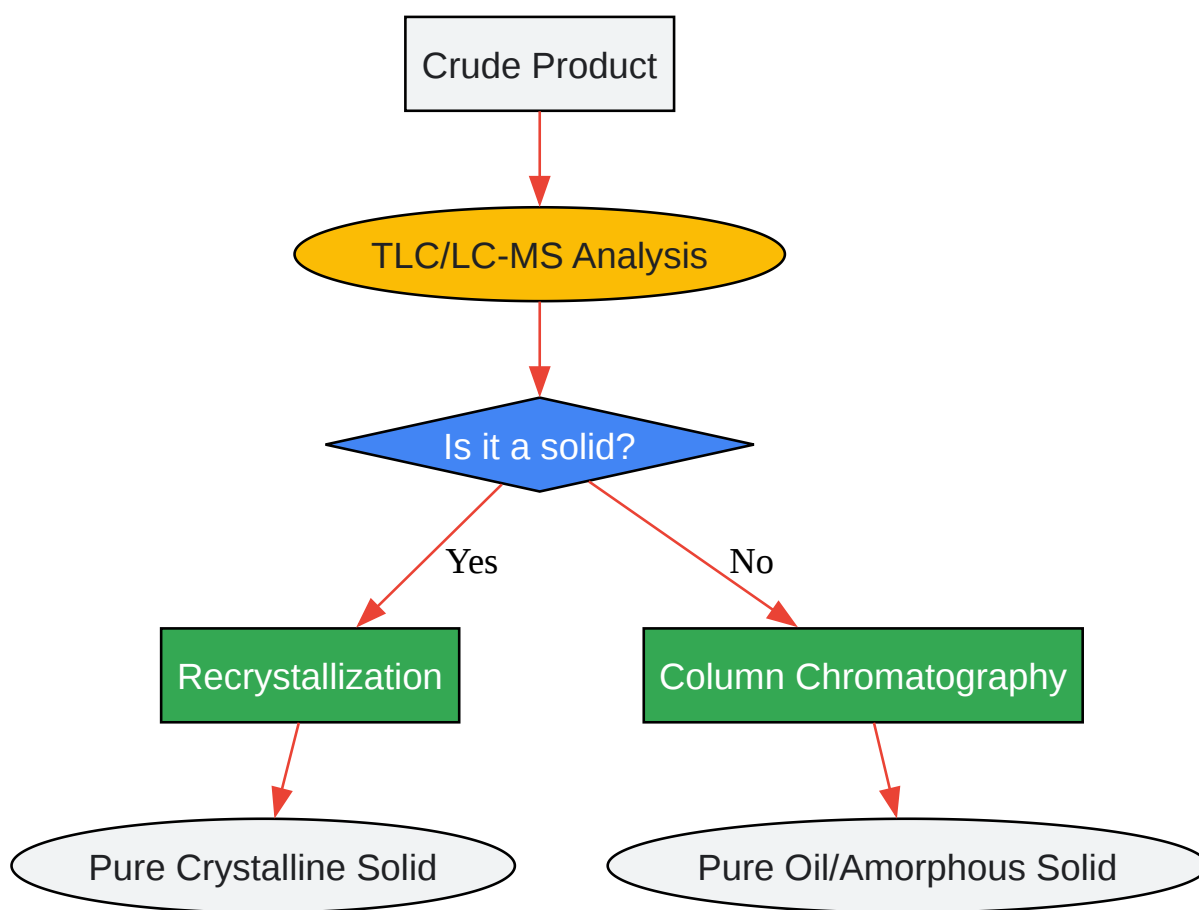 Crude Product
TLC/LC-MS Analysis
Is it a solid?
Yes
No
Recrystallization
Column Chromatography
Pure Crystalline Solid
Pure Oil/Amorphous Solid